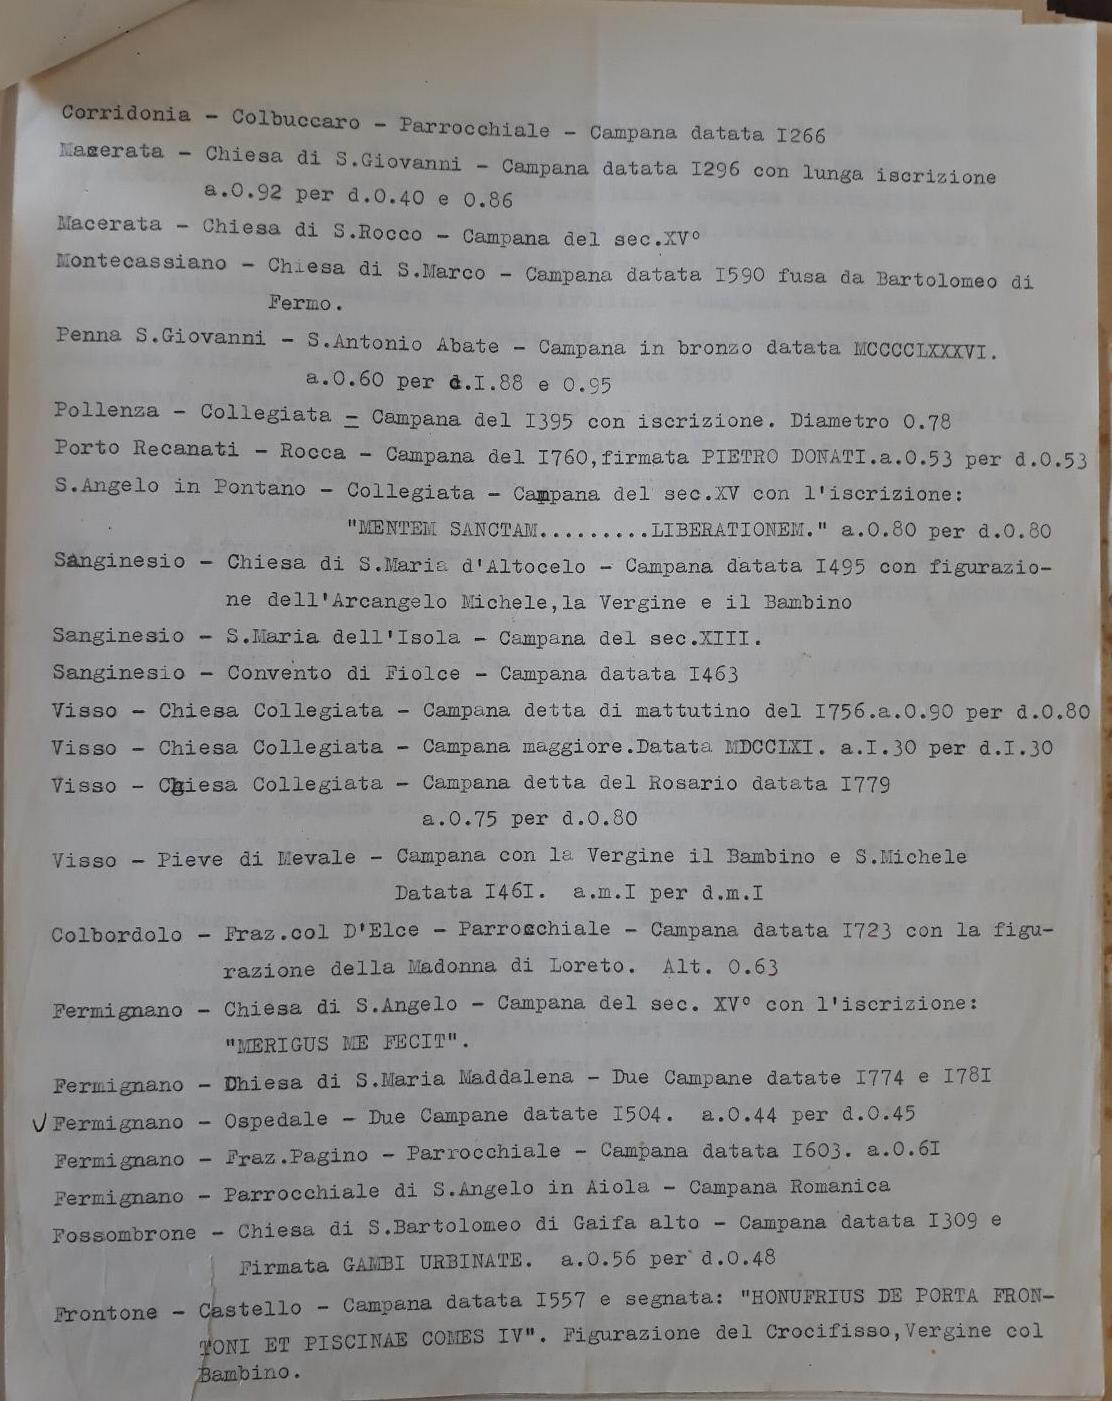 Corridonia - Colbuccaro - Parrocchiale - Campana datata I266
Macerata - Chiesa di S.Giovanni - Campana datata I296 con lunga iscrizione
a.0.92 per d.0.40 e 0.86
Macerata - Chiesa di S.Rocco - Campana del sec.XV°
Montecassiano - Chiesa di S.Marco - Campana datata I590 fusa da Bartolomeo di
Fermo.
Penna S.Giovanni - S.Antonio Abate - Campana in bronzo datata MCCCCLXXXVI.
a.0.60 per d.I.88 e 0.95
Pollenza - Collegiata - Campana del I395 con iscrizione. Diametro 0.78
Porto Recanati - Rocca - Campana del I760,firmata PIETRO DONATI.a.0.53 per d.0.53
S.Angelo in Pontano - Collegiata - Campana del sec.XV con l'iscrizione:
"MENTEM SANCTAM.........LIBERATIONEM." a.0.80 per d.0.80
Sanginesio - Chiesa di S.Maria d'Altocelo - Campana datata I495 con figurazio-
ne dell'Arcangelo Michele,la Vergine e il Bambino
Sanginesio - S.Maria dell'Isola - Campana del sec.XIII.
Sanginesio - Convento di Fiolce - Campana datata I463
Visso - Chiesa Collegiata - Campana detta di mattutino del I756.a.0.90 per d.0.80
Visso - Chiesa Collegiata - Campana maggiore.Datata MDCCLXI. a.I.30 per d.I.30
Visso - Chiesa Collegiata - Campana detta del Rosario datata I779
a.0.75 per d.0.80
Visso - Pieve di Mevale - Campana con la Vergine il Bambino e S.Michele
Datata I46I. a.m.I per d.m.I
Colbordolo - Fraz.col D'Elce - Parrocchiale - Campana datata I723 con la figu-
razione della Madonna di Loreto. Alt. 0.63
Fermignano - Chiesa di S.Angelo - Campana del sec. XV° con l'iscrizione:
"MERIGUS ME FECIT".
Fermignano - Dhiesa di S.Maria Maddalena - Due Campane datate I774 e I78I
✓ Fermignano - Ospedale - Due Campane datate I504. a.0.44 per d.0.45
Fermignano - Fraz.Pagino - Parrocchiale - Campana datata I603. a.0.6I
Fermignano - Parrocchiale di S.Angelo in Aiola - Campana Romanica
Fossombrone - Chiesa di S.Bartolomeo di Gaifa alto - Campana datata I309 e
Firmata GAMBI URBINATE. a.0.56 per d.0.48
Frontone - Castello - Campana datata I557 e segnata: "HONUFRIUS DE PORTA FRON-
TONI ET PISCINAE COMES IV". Figurazione del Crocifisso,Vergine col
Bambino.